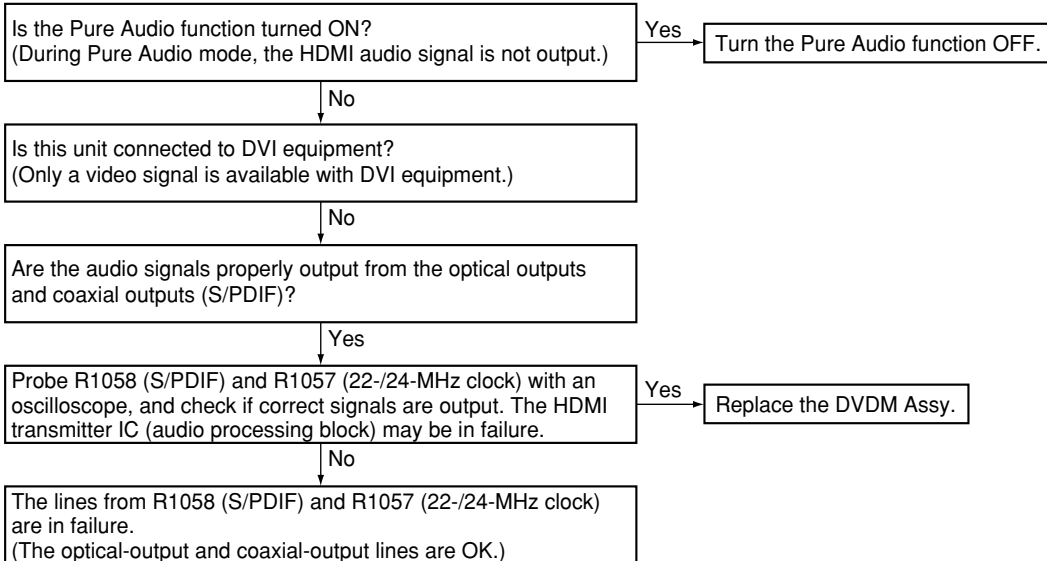 Is the Pure Audio function turned ON?
(During Pure Audio mode, the HDMI audio signal is not output.)
Yes
Turn the Pure Audio function OFF.
No
Is this unit connected to DVI equipment?
(Only a video signal is available with DVI equipment.)
No
Are the audio signals properly output from the optical outputs
and coaxial outputs (S/PDIF)?
Yes
Probe R1058 (S/PDIF) and R1057 (22-/24-MHz clock) with an
oscilloscope, and check if correct signals are output. The HDMI
transmitter IC (audio processing block) may be in failure.
Yes
Replace the DVDM Assy.
No
The lines from R1058 (S/PDIF) and R1057 (22-/24-MHz clock)
are in failure.
(The optical-output and coaxial-output lines are OK.)